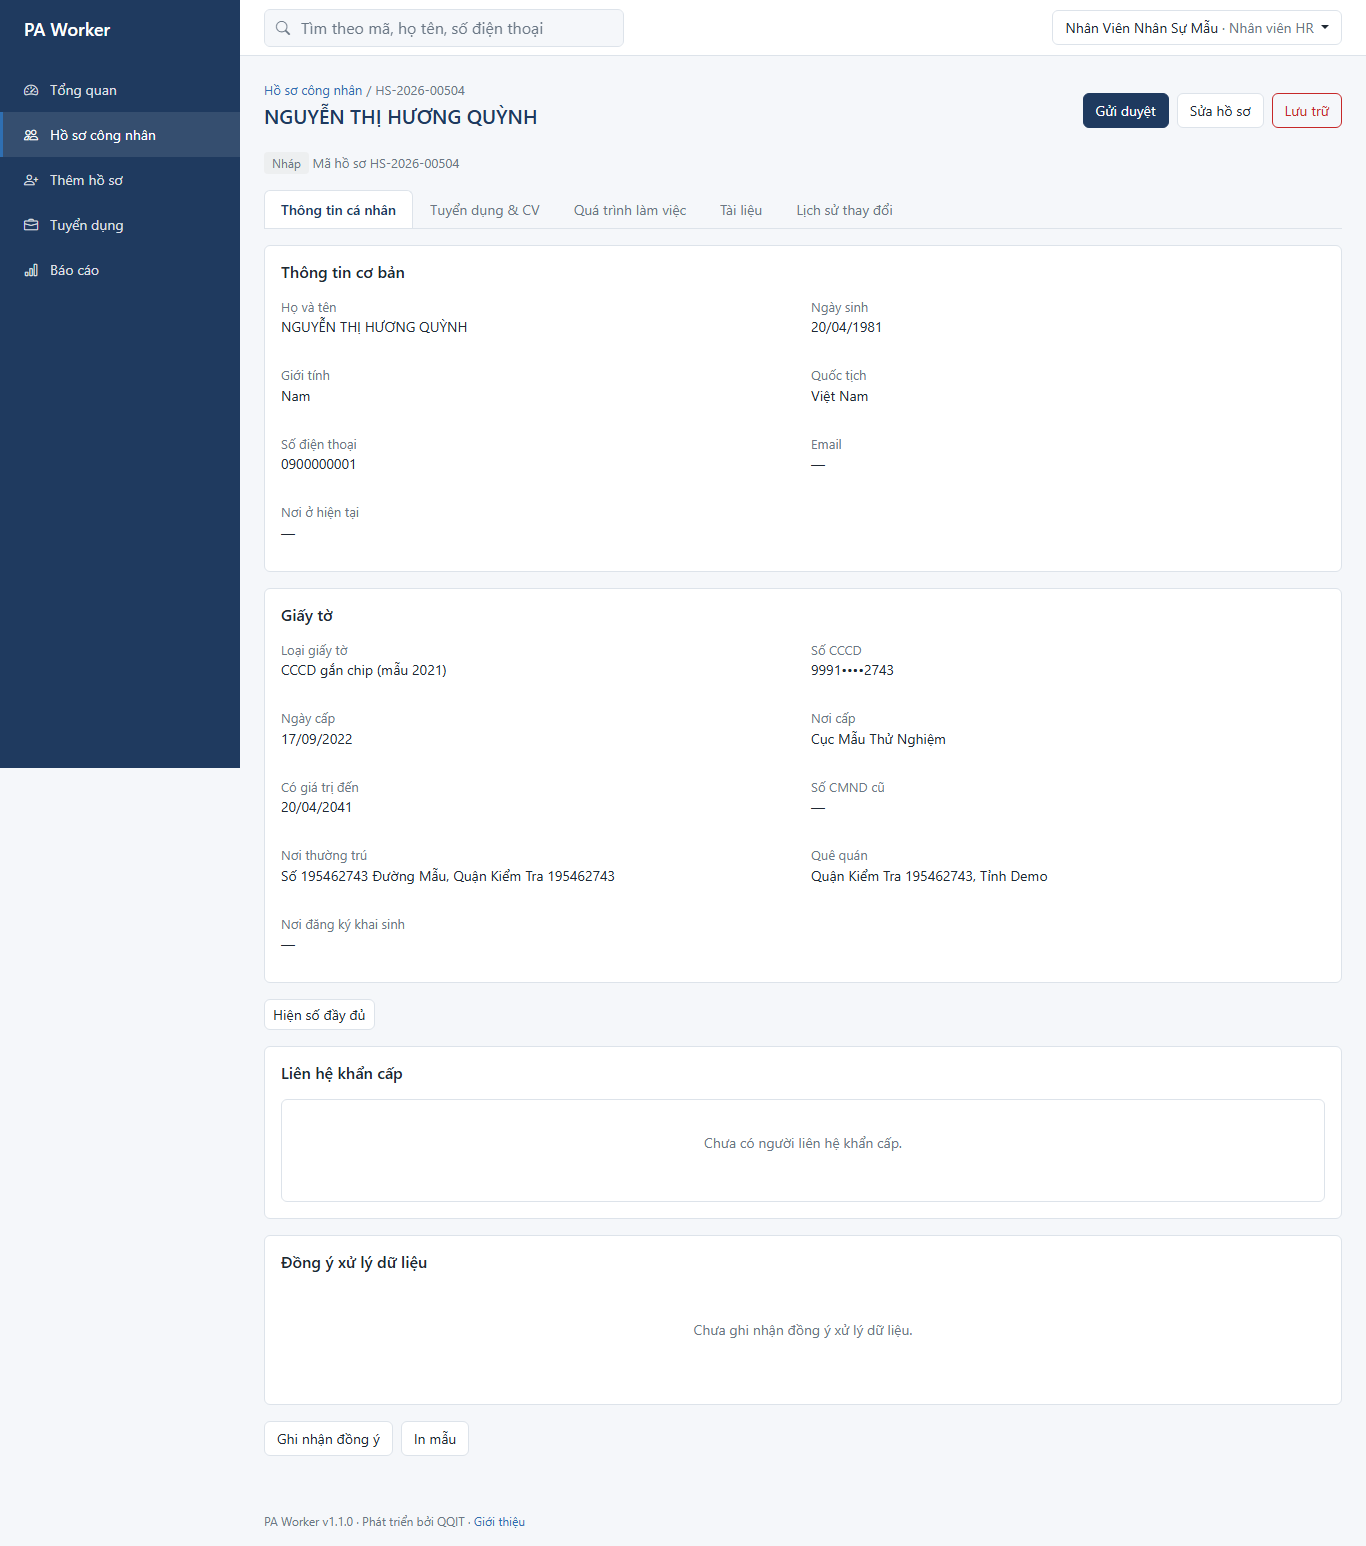 PA Worker
Tìm theo mã, họ tên, số điện thoại
Nhân Viên Nhân Sự Mẫu · Nhân viên HR
Tổng quan
Hồ sơ công nhân
Thêm hồ sơ
Tuyển dụng
Báo cáo
Hồ sơ công nhân / HS-2026-00504
NGUYỄN THỊ HƯƠNG QUỲNH
Gửi duyệt
Sửa hồ sơ
Lưu trữ
Nháp Mã hồ sơ HS-2026-00504
Thông tin cá nhân
Tuyển dụng & CV
Quá trình làm việc
Tài liệu
Lịch sử thay đổi
Thông tin cơ bản
Họ và tên
NGUYỄN THỊ HƯƠNG QUỲNH
Ngày sinh
20/04/1981
Giới tính
Nam
Quốc tịch
Việt Nam
Số điện thoại
0900000001
Email
—
Nơi ở hiện tại
—
Giấy tờ
Loại giấy tờ
CCCD gắn chip (mẫu 2021)
Số CCCD
9991••••2743
Ngày cấp
17/09/2022
Nơi cấp
Cục Mẫu Thử Nghiệm
Có giá trị đến
20/04/2041
Số CMND cũ
—
Nơi thường trú
Số 195462743 Đường Mẫu, Quận Kiểm Tra 195462743
Quê quán
Quận Kiểm Tra 195462743, Tỉnh Demo
Nơi đăng ký khai sinh
—
Hiện số đầy đủ
Liên hệ khẩn cấp
Chưa có người liên hệ khẩn cấp.
Đồng ý xử lý dữ liệu
Chưa ghi nhận đồng ý xử lý dữ liệu.
Ghi nhận đồng ý
In mẫu
PA Worker v1.1.0 · Phát triển bởi QQIT · Giới thiệu